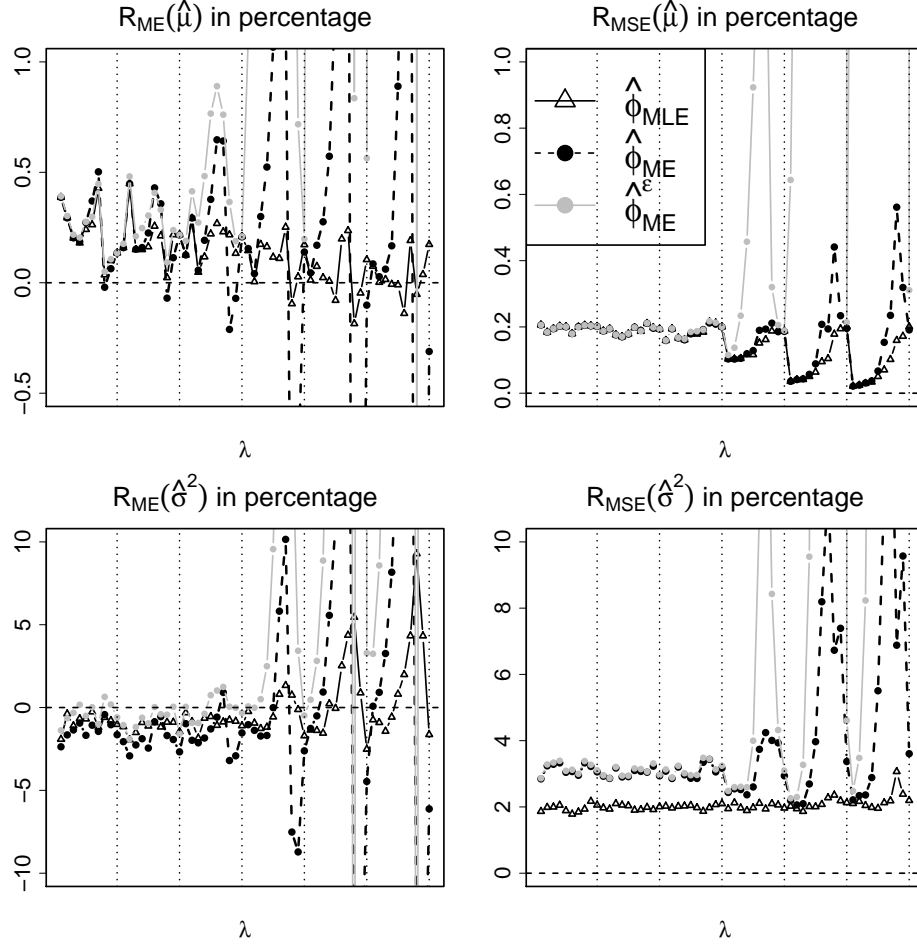 R_ME(μ̂) in percentage
1.0
0.5
0.0
−0.5
λ
R_MSE(μ̂) in percentage
1.0
0.8
0.6
0.4
0.2
0.0
ϕ̂_MLE
ϕ̂_ME
ϕ̂^ε_ME
λ
R_ME(σ̂²) in percentage
10
5
0
−5
−10
λ
R_MSE(σ̂²) in percentage
10
8
6
4
2
0
λ